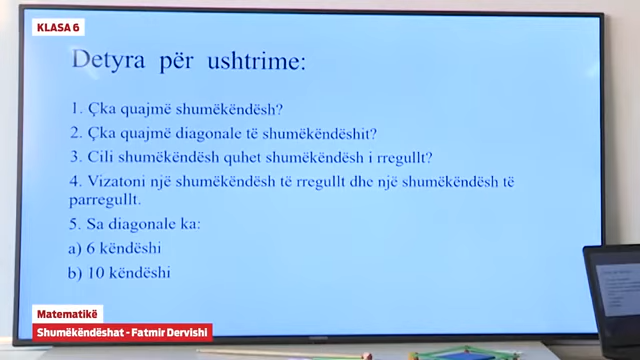 KLASA 6
Detyra për ushtrime:
1. Çka quajmë shumëkëndësh?
2. Çka quajmë diagonale të shumëkëndëshit?
3. Cili shumëkëndësh quhet shumëkëndësh i rregullt?
4. Vizatoni një shumëkëndësh të rregullt dhe një shumëkëndësh të
parregullt.
5. Sa diagonale ka:
a) 6 këndëshi
b) 10 këndëshi
Matematikë
Shumëkëndëshat - Fatmir Dervishi